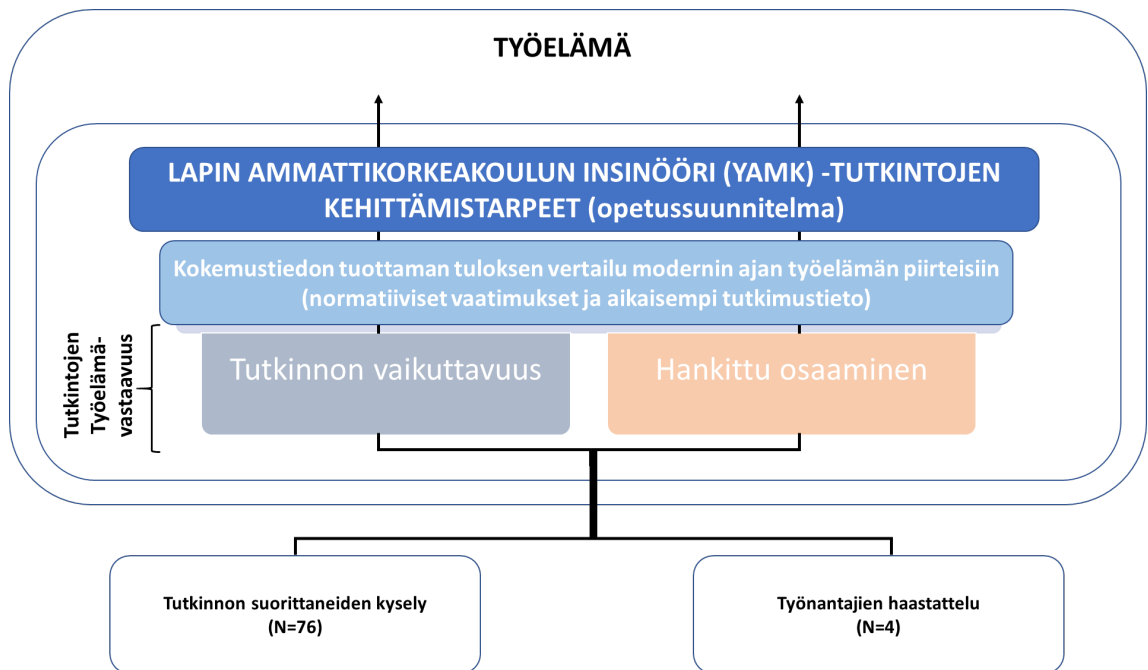 TYÖELÄMÄ
LAPIN AMMATTIKORKEAKOULUN INSINÖÖRI (YAMK) -TUTKINTOJEN
KEHITTÄMISTARPEET (opetussuunnitelma)
Kokemustiedon tuottaman tuloksen vertailu modernin ajan työelämän piirteisiin
(normatiiviset vaatimukset ja aikaisempi tutkimustieto)
Tutkintojen
Työelämä-
vastaavuus
Tutkinnon vaikuttavuus
Hankittu osaaminen
Tutkinnon suorittaneiden kysely
(N=76)
Työnantajien haastattelu
(N=4)